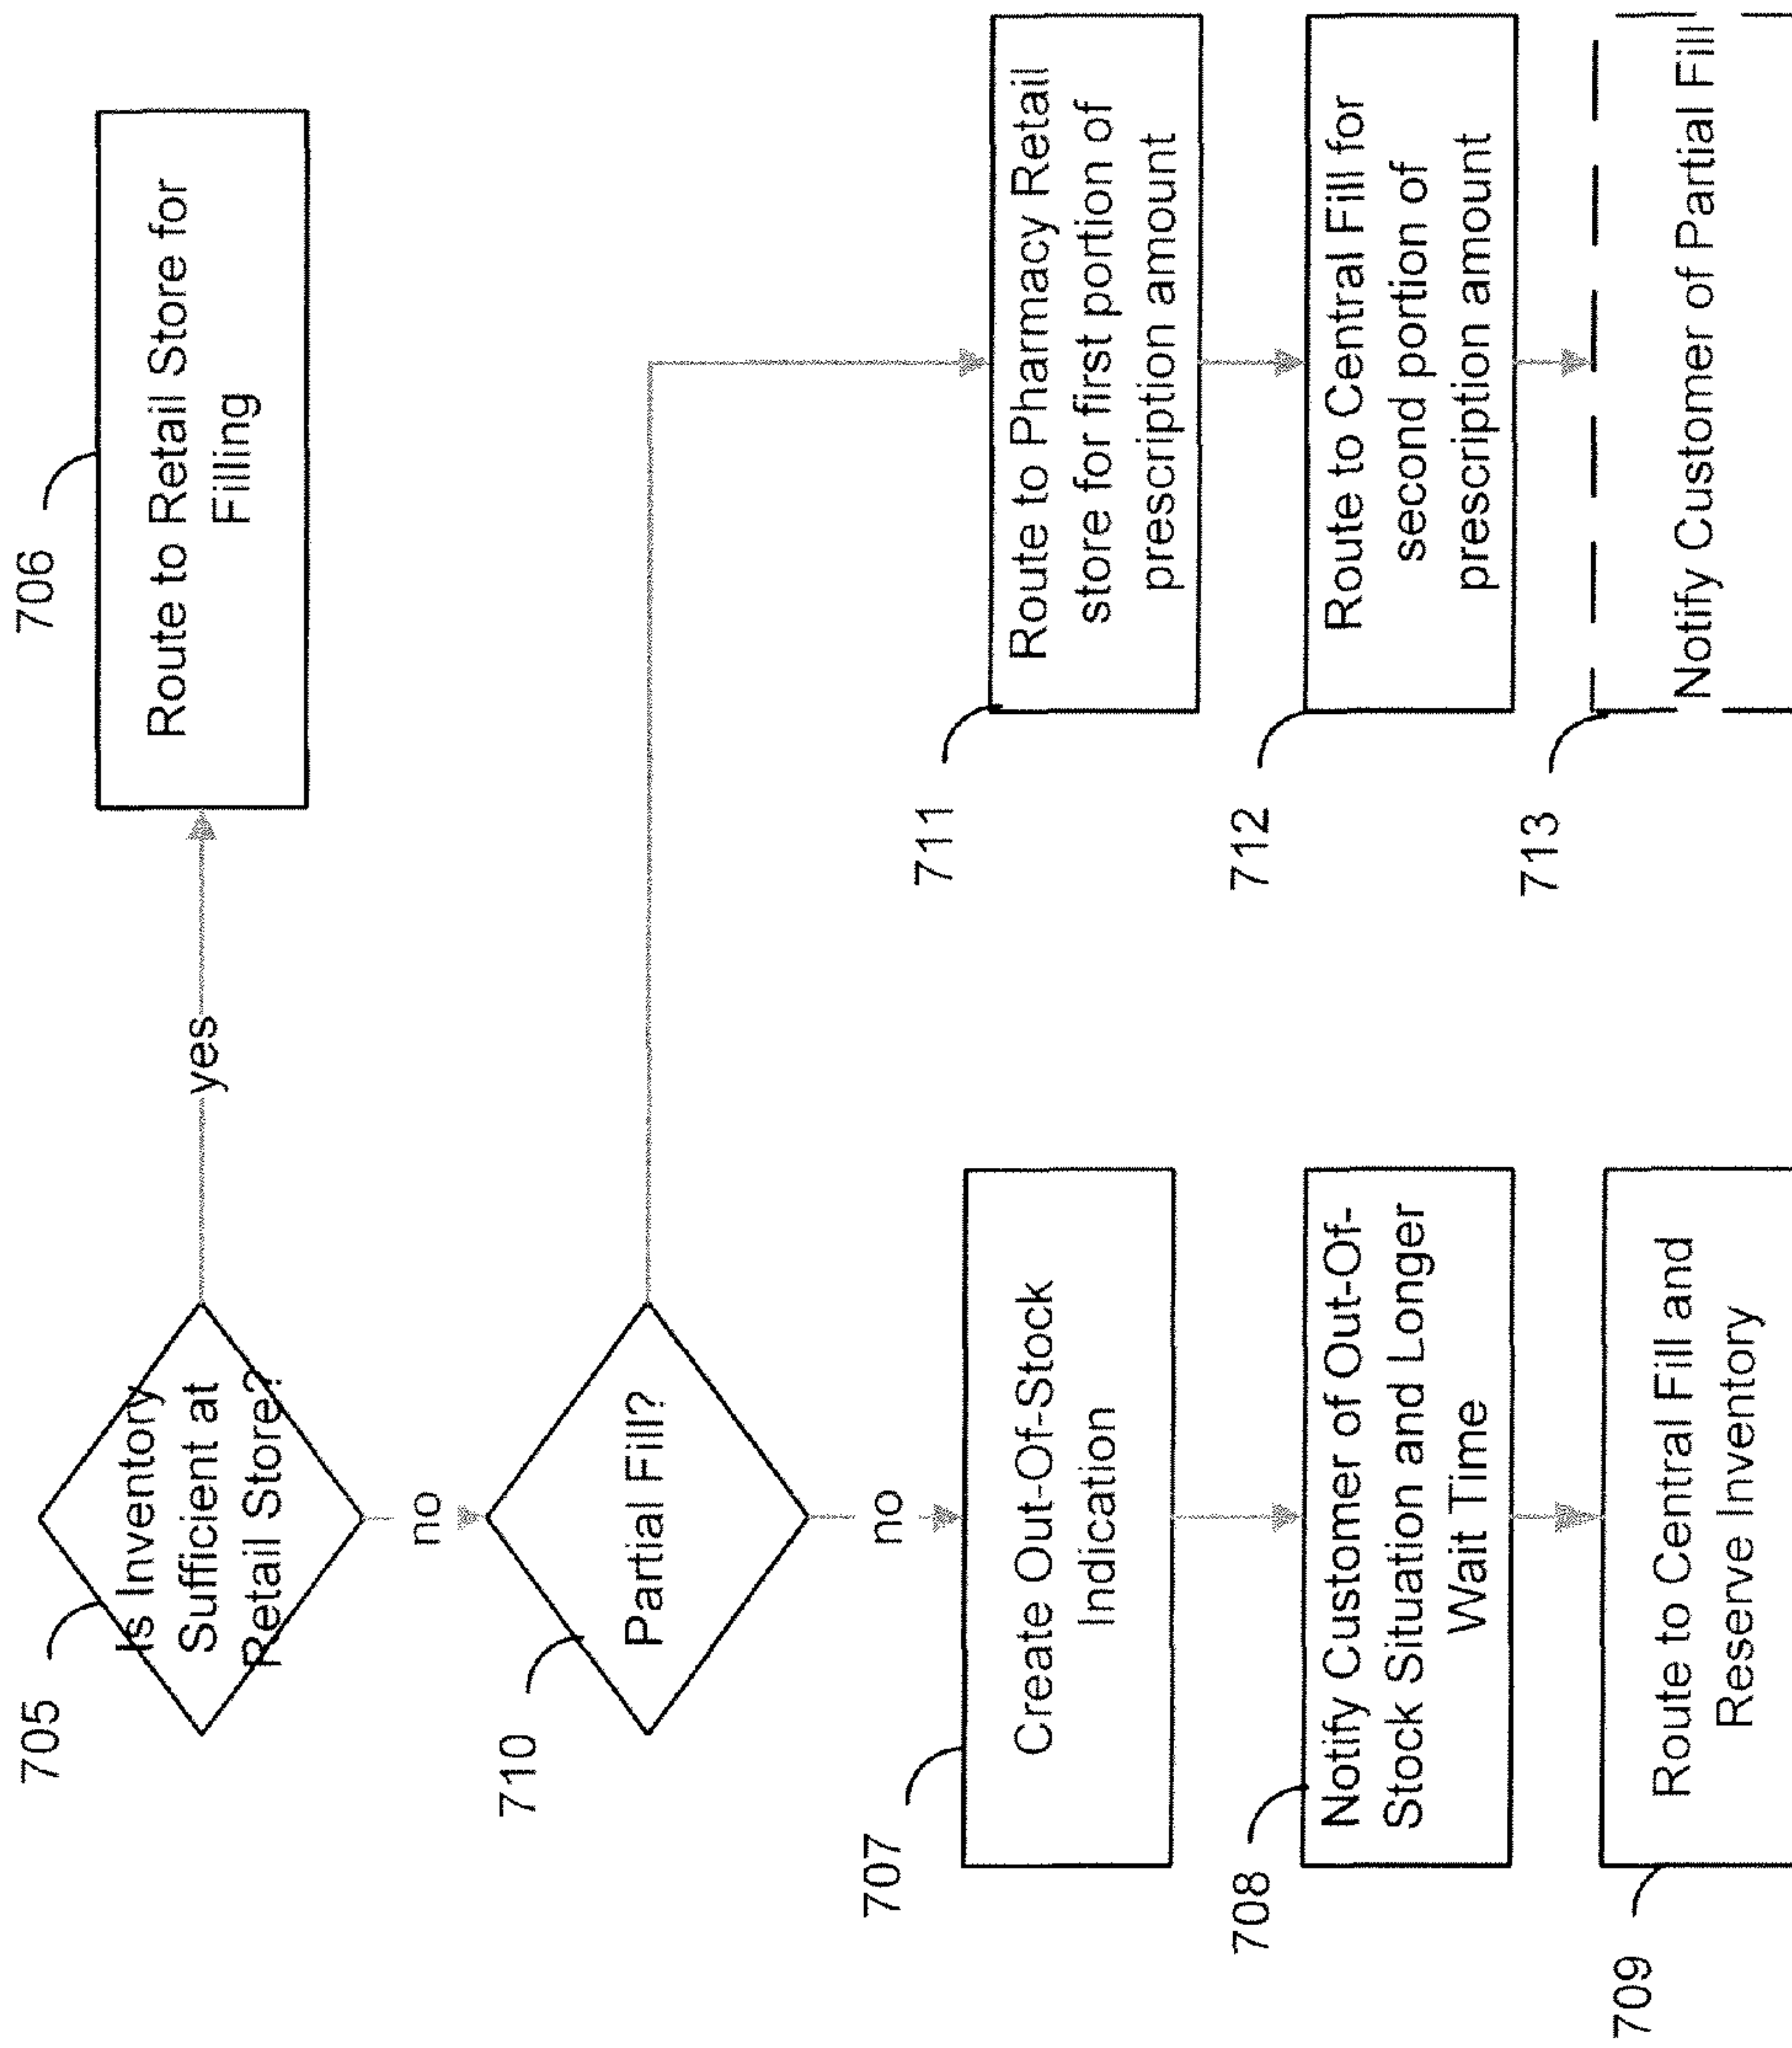 705
Is Inventory
Sufficient at
Retail Store?
yes
706
Route to Retail Store for
Filling
no
710
Partial Fill?
no
707
Create Out-Of-Stock
Indication
708
Notify Customer of Out-Of-
Stock Situation and Longer
Wait Time
709
Route to Central Fill and
Reserve Inventory
711
Route to Pharmacy Retail
store for first portion of
prescription amount
712
Route to Central Fill for
second portion of
prescription amount
713
Notify Customer of Partial Fill